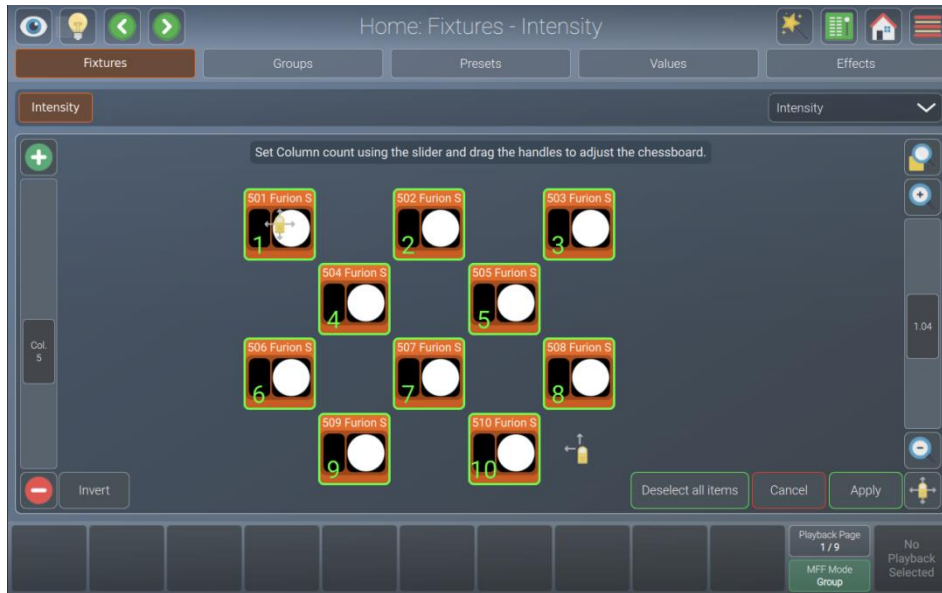 Home: Fixtures - Intensity
Fixtures
Groups
Presets
Values
Effects
Intensity
Intensity
Set Column count using the slider and drag the handles to adjust the chessboard.
501 Furion S
502 Furion S
503 Furion S
1
2
3
504 Furion S
505 Furion S
4
5
1.04
Col.
5
506 Furion S
507 Furion S
508 Furion S
6
7
8
509 Furion S
510 Furion S
9
10
Invert
Deselect all items
Cancel
Apply
Playback Page
1/9
MFF Mode
Group
No
Playback
Selected